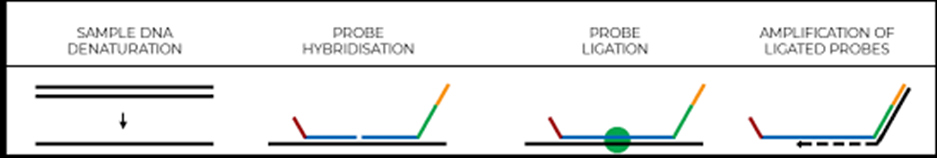 SAMPLE DNA
DENATURATION
PROBE
HYBRIDISATION
PROBE
LIGATION
AMPLIFICATION OF
LIGATED PROBES